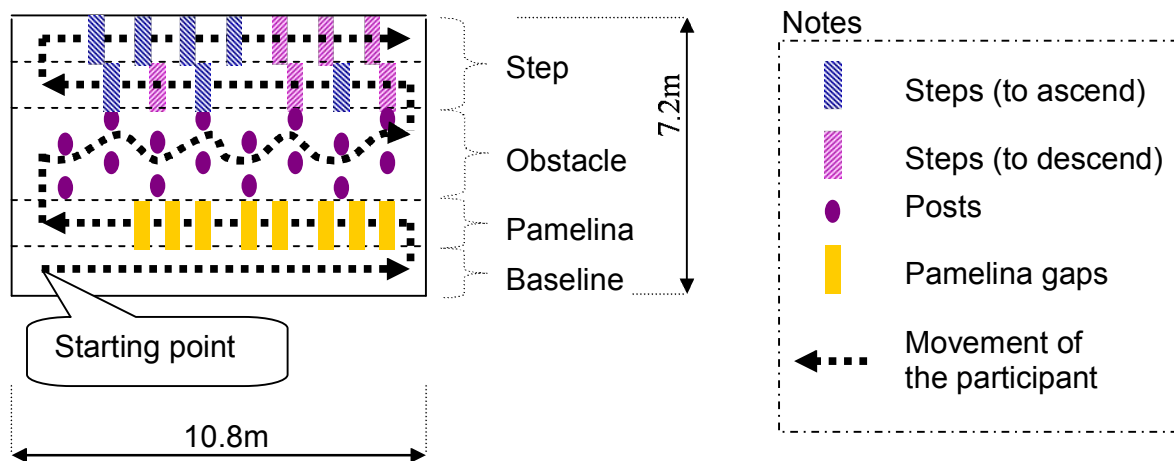 Step
Obstacle
Pamelina
Baseline
7.2m
Starting point
10.8m
Notes
Steps (to ascend)
Steps (to descend)
Posts
Pamelina gaps
Movement of
the participant